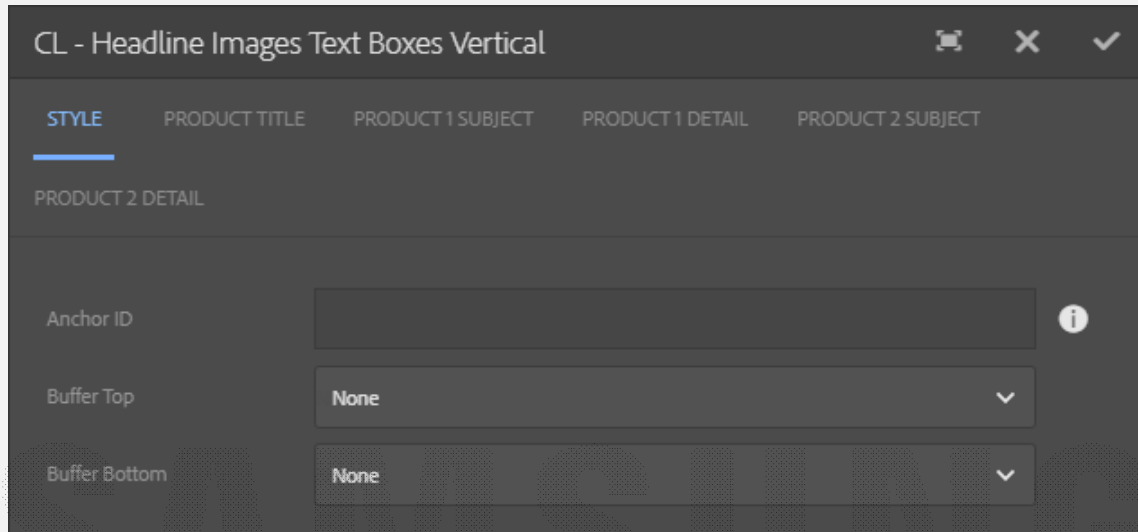 CL - Headline Images Text Boxes Vertical
STYLE PRODUCT TITLE PRODUCT 1 SUBJECT PRODUCT 1 DETAIL PRODUCT 2 SUBJECT
PRODUCT 2 DETAIL
Anchor ID
Buffer Top None
Buffer Bottom None
SAMSUNG